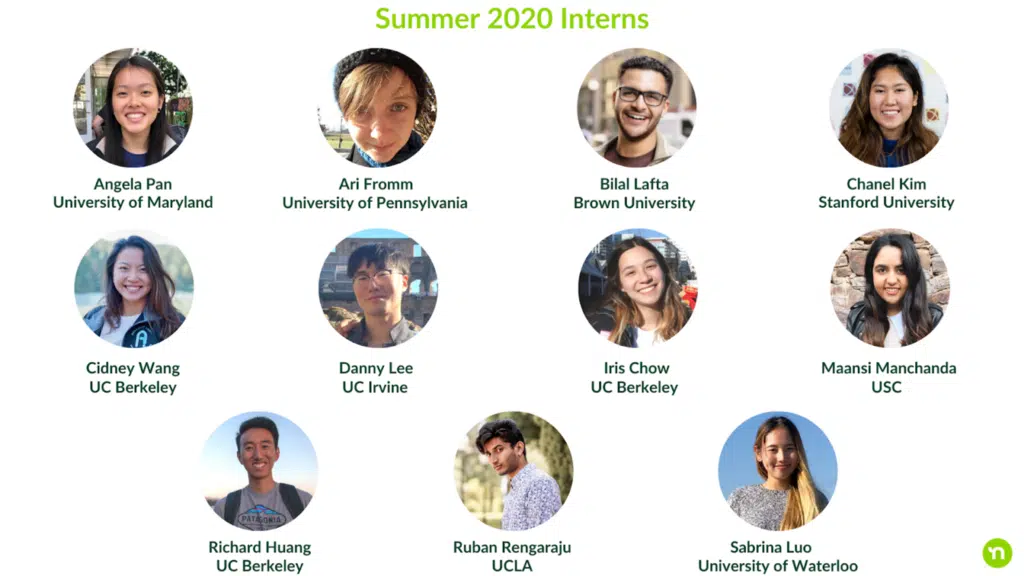 Summer 2020 Interns
Angela Pan
University of Maryland
Ari Fromm
University of Pennsylvania
Bilal Lafta
Brown University
Chanel Kim
Stanford University
Cidney Wang
UC Berkeley
Danny Lee
UC Irvine
Iris Chow
UC Berkeley
Maansi Manchanda
USC
PATAGONIA
Richard Huang
UC Berkeley
Ruban Rengaraju
UCLA
Sabrina Luo
University of Waterloo
n